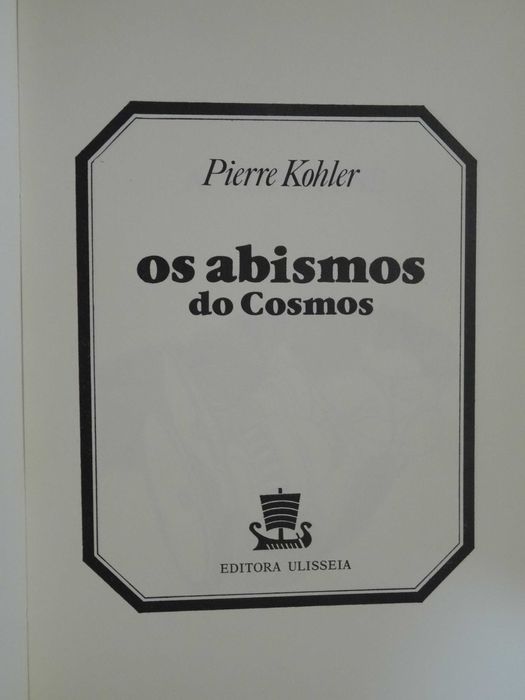 Pierre Kohler
os abismos
do Cosmos
EDITORA ULISSEIA